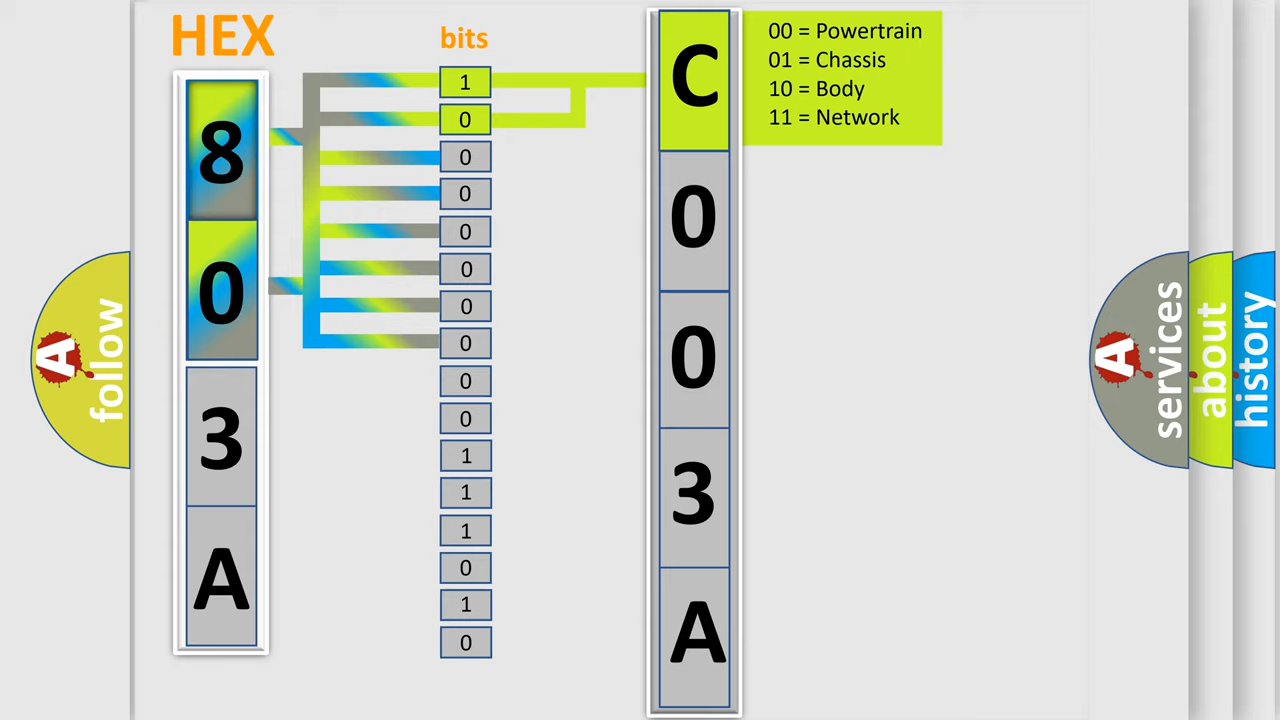 HEX
bits
8
0
3
A
1
0
0
0
0
0
0
0
0
0
1
1
1
0
1
0
C
0
0
3
A
00 = Powertrain
01 = Chassis
10 = Body
11 = Network
A
follow
A
services
about
history